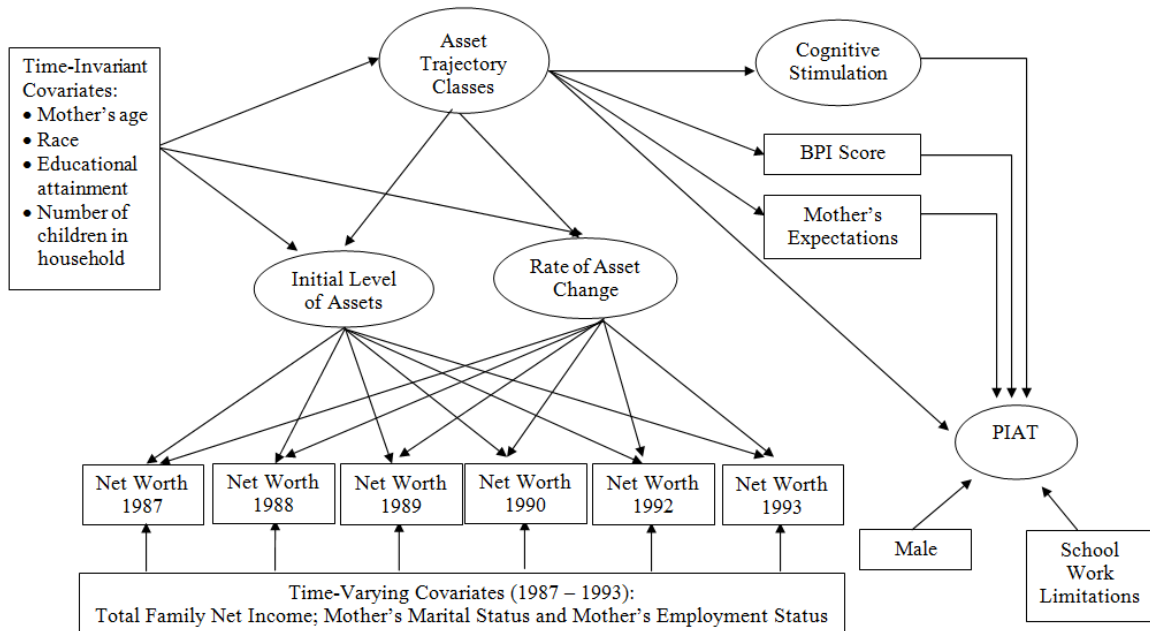 Time-Invariant
Covariates:
• Mother's age
• Race
• Educational
attainment
• Number of
children in
household
Asset
Trajectory
Classes
Cognitive
Stimulation
BPI Score
Mother's
Expectations
Initial Level
of Assets
Rate of Asset
Change
PIAT
Net Worth
1987
Net Worth
1988
Net Worth
1989
Net Worth
1990
Net Worth
1992
Net Worth
1993
Male
School
Work
Limitations
Time-Varying Covariates (1987 – 1993):
Total Family Net Income; Mother's Marital Status and Mother's Employment Status